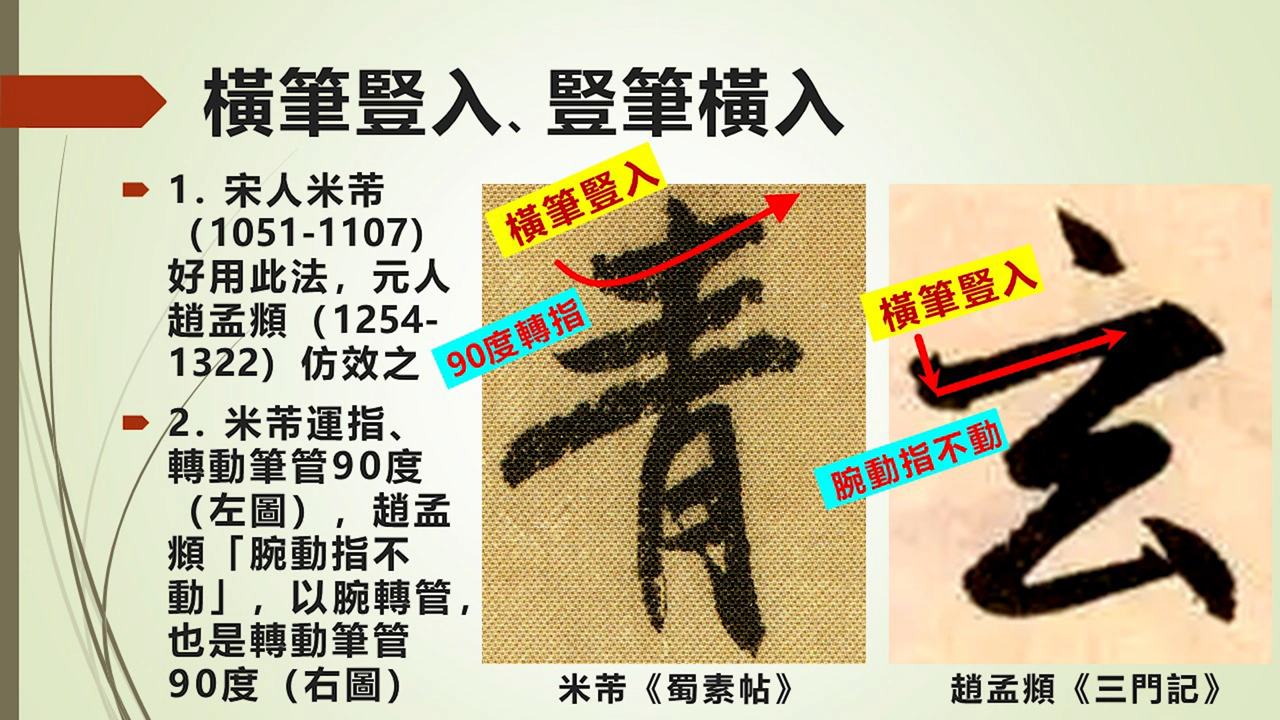 橫筆豎入、豎筆橫入
1. 宋人米芾
（1051-1107)
好用此法，元人
趙孟頫（1254-
1322）仿效之
2. 米芾運指、
轉動筆管90度
（左圖），趙孟
頫「腕動指不
動」，以腕轉管，
也是轉動筆管
90度（右圖）
橫筆豎入
90度轉指
青
米芾《蜀素帖》
橫筆豎入
腕動指不動
玄
趙孟頫《三門記》